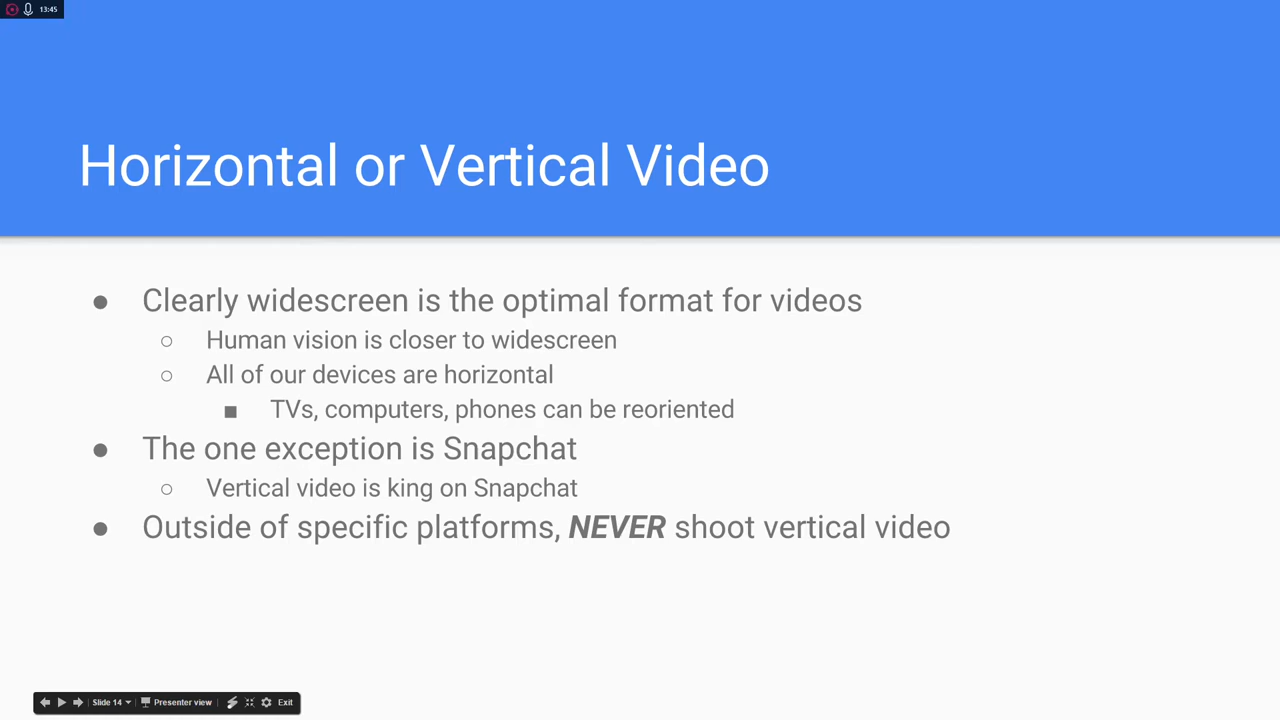 13:45
Horizontal or Vertical Video
● Clearly widescreen is the optimal format for videos
○ Human vision is closer to widescreen
○ All of our devices are horizontal
■ TVs, computers, phones can be reoriented
● The one exception is Snapchat
○ Vertical video is king on Snapchat
● Outside of specific platforms, NEVER shoot vertical video
Slide 14 Presenter view Exit